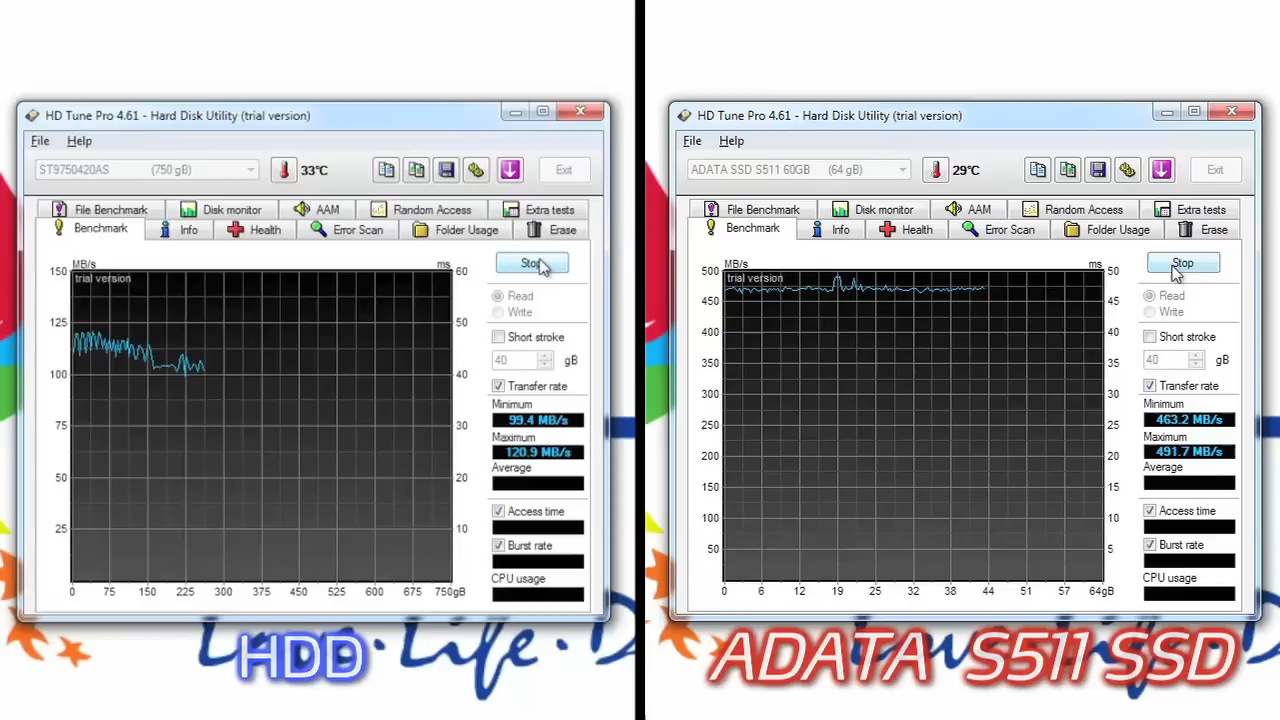 HD Tune Pro 4.61 - Hard Disk Utility (trial version)
File Help
ST9750420AS (750 gB)
33°C
Exit
File Benchmark Disk monitor AAM Random Access Extra tests
Benchmark Info Health Error Scan Folder Usage Erase
MB/s
ms
trial version
150
125
100
75
50
25
60
50
40
30
20
10
0 75 150 225 300 375 450 525 600 675 750gB
Stop
Read
Write
Short stroke
40 gB
Transfer rate
Minimum
99.4 MB/s
Maximum
120.9 MB/s
Average
Access time
Burst rate
CPU usage
HDD
HD Tune Pro 4.61 - Hard Disk Utility (trial version)
File Help
ADATA SSD S511 60GB (64 gB)
29°C
Exit
File Benchmark Disk monitor AAM Random Access Extra tests
Benchmark Info Health Error Scan Folder Usage Erase
MB/s
ms
trial version
500
450
400
350
300
250
200
150
100
50
50
45
40
35
30
25
20
15
10
5
0 6 12 19 25 32 38 44 51 57 64gB
Stop
Read
Write
Short stroke
40 gB
Transfer rate
Minimum
463.2 MB/s
Maximum
491.7 MB/s
Average
Access time
Burst rate
CPU usage
ADATA S511 SSD